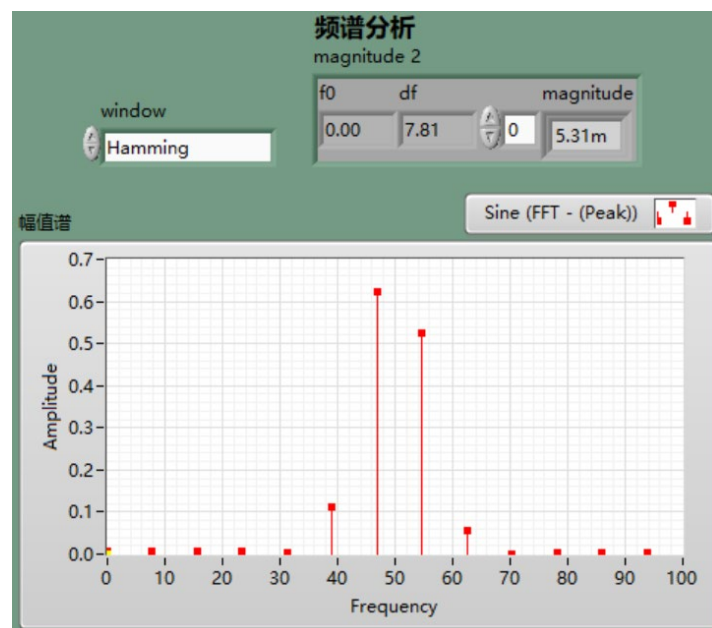 频谱分析
magnitude 2
f0 df magnitude
window
0.00 7.81 0 5.31m
Hamming
Sine (FFT - (Peak))
幅值谱
0.7
0.6
0.5
0.4
0.3
0.2
0.1
0.0
Amplitude
0 10 20 30 40 50 60 70 80 90 100
Frequency